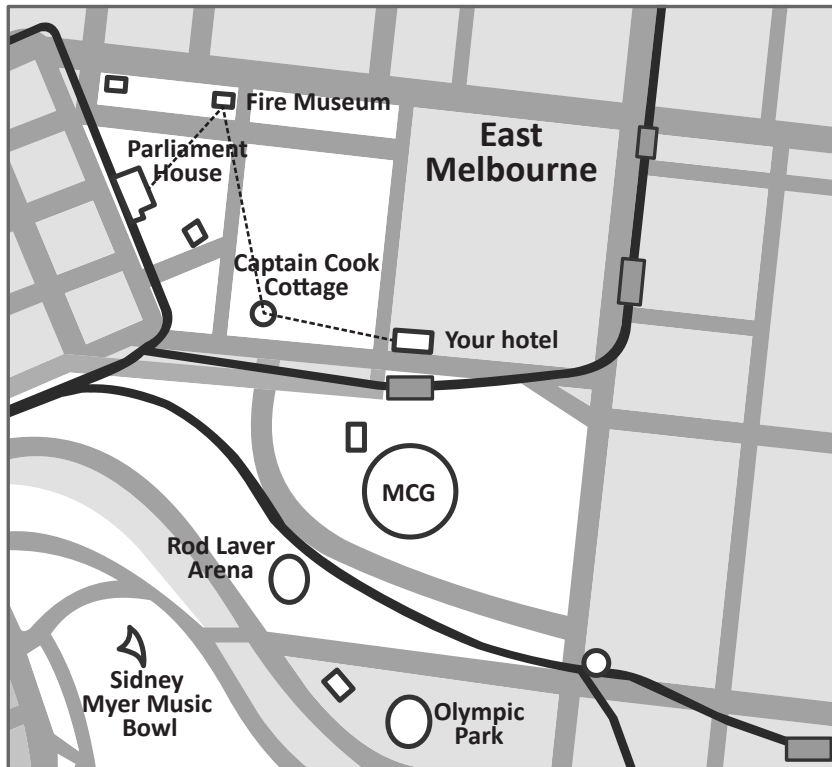 Fire Museum
East
Melbourne
Parliament
House
Captain Cook
Cottage
Your hotel
MCG
Rod Laver
Arena
Sidney
Myer Music
Bowl
Olympic
Park